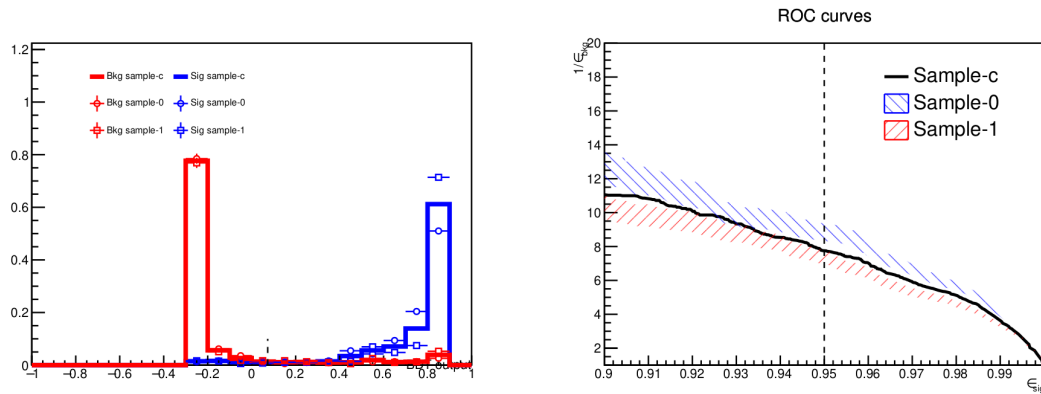 ROC curves
1.2
1
0.8
0.6
0.4
0.2
0
Bkg sample-c
Sig sample-c
Bkg sample-0
Sig sample-0
Bkg sample-1
Sig sample-1
−1 −0.8 −0.6 −0.4 −0.2 0 0.2 0.4 0.6 0.8 1
1/ϵbkg
20
18
16
14
12
10
8
6
4
2
Sample-c
Sample-0
Sample-1
0.9 0.91 0.92 0.93 0.94 0.95 0.96 0.97 0.98 0.99
ϵsig